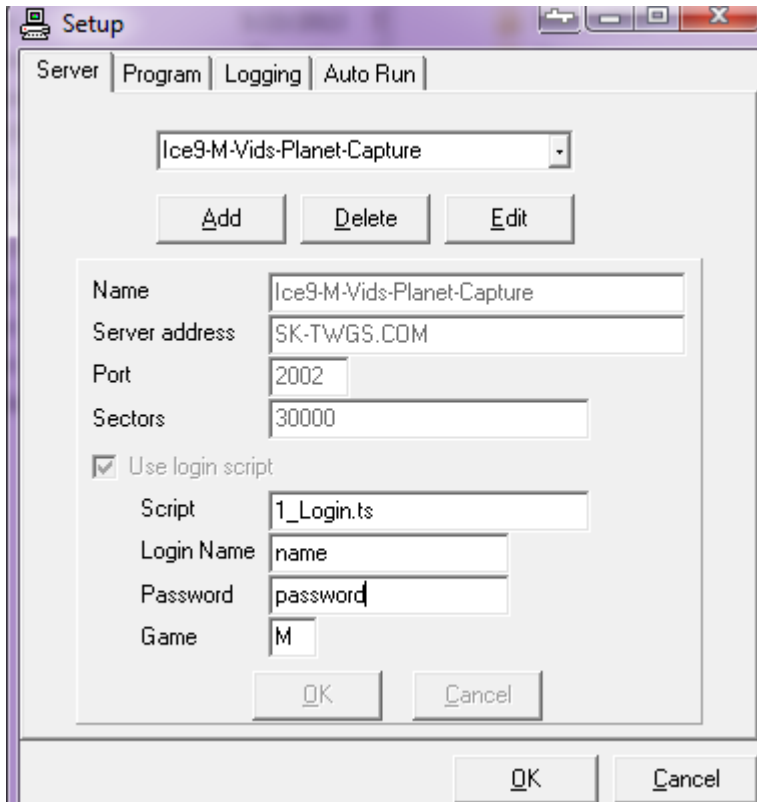 Setup
Server Program Logging Auto Run
Ice9-M-Vids-Planet-Capture
Add Delete Edit
Name Ice9-M-Vids-Planet-Capture
Server address SK-TWGS.COM
Port 2002
Sectors 30000
Use login script
Script 1_Login.ts
Login Name name
Password password
Game M
OK Cancel
OK Cancel